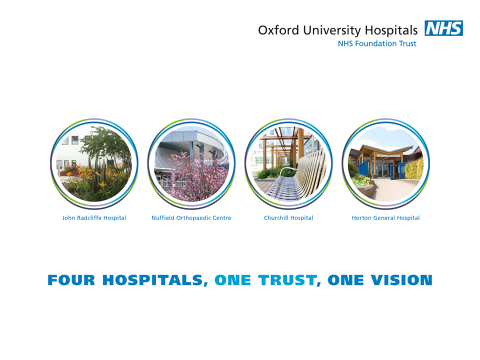 Oxford University Hospitals NHS
NHS Foundation Trust
John Radcliffe Hospital
Nuffield Orthopaedic Centre
Churchill Hospital
Horton General Hospital
FOUR HOSPITALS, ONE TRUST, ONE VISION